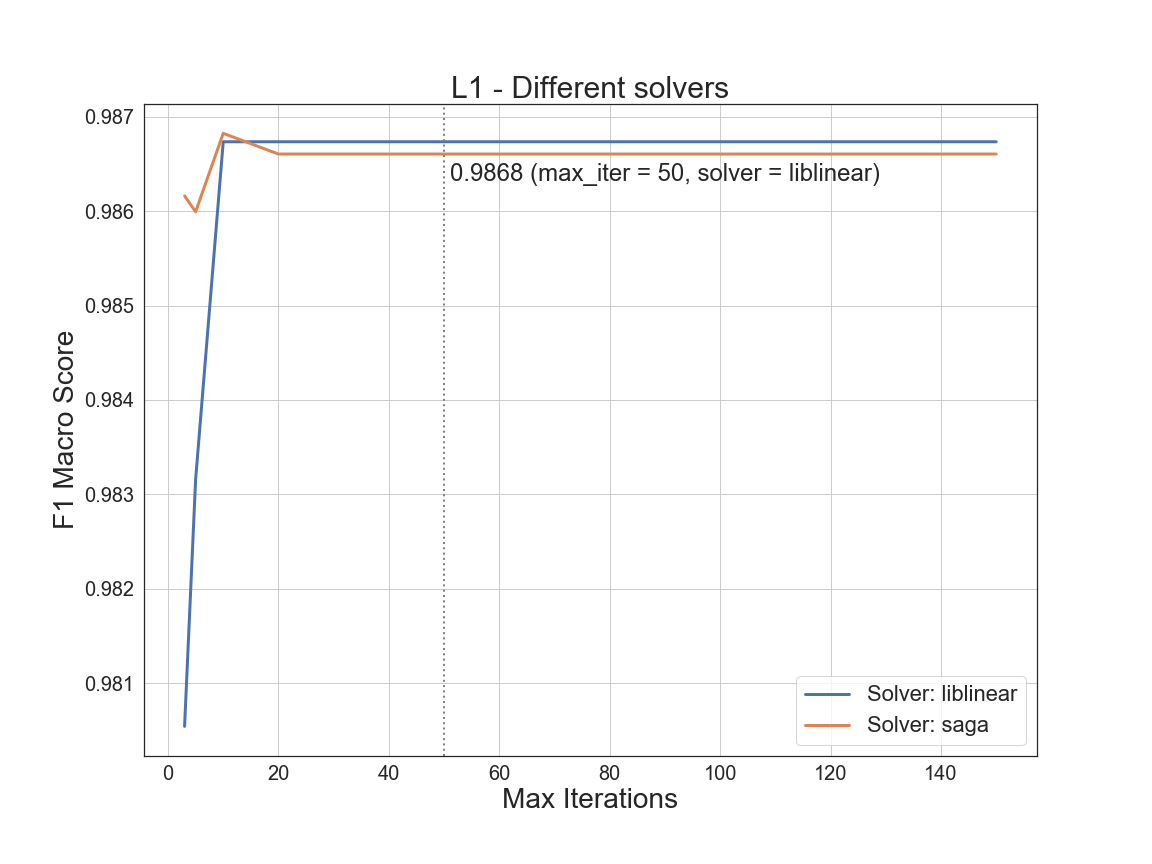 L1 - Different solvers
0.987
0.986
0.985
0.984
0.983
0.982
0.981
F1 Macro Score
0.9868 (max_iter = 50, solver = liblinear)
Solver: liblinear
Solver: saga
0 20 40 60 80 100 120 140
Max Iterations